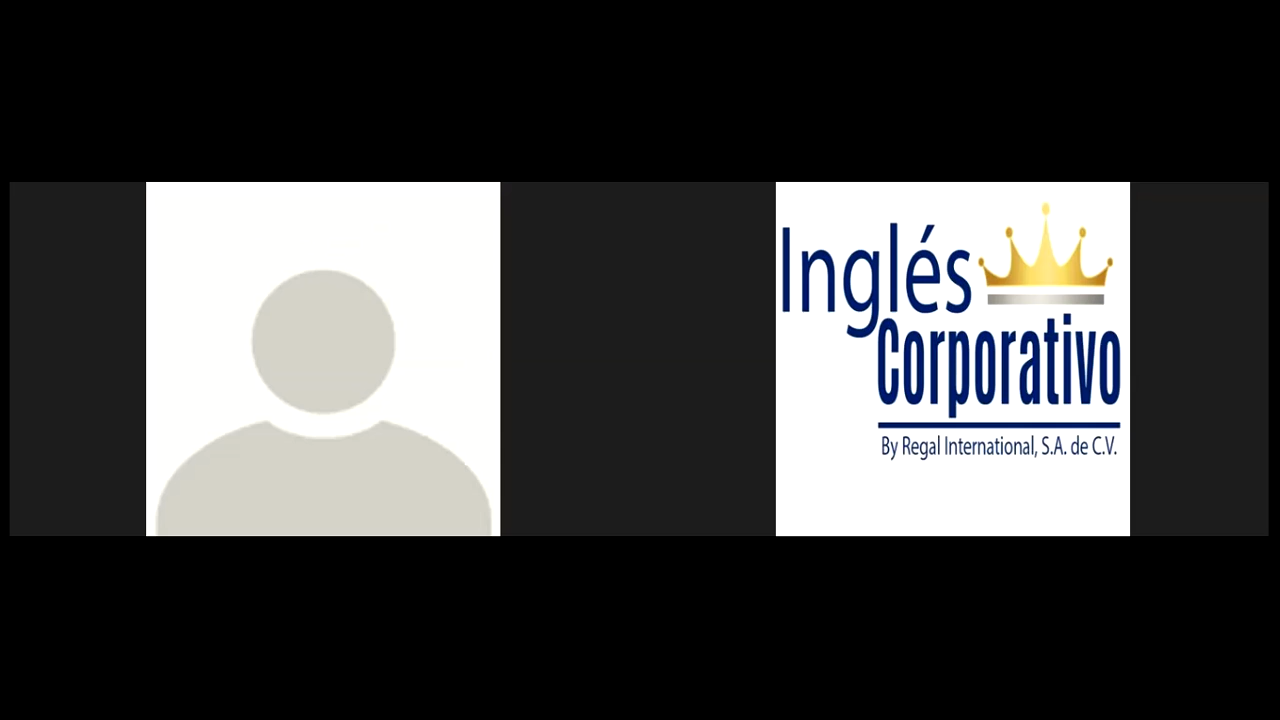 Inglés
Corporativo
By Regal International, S.A. de C.V.